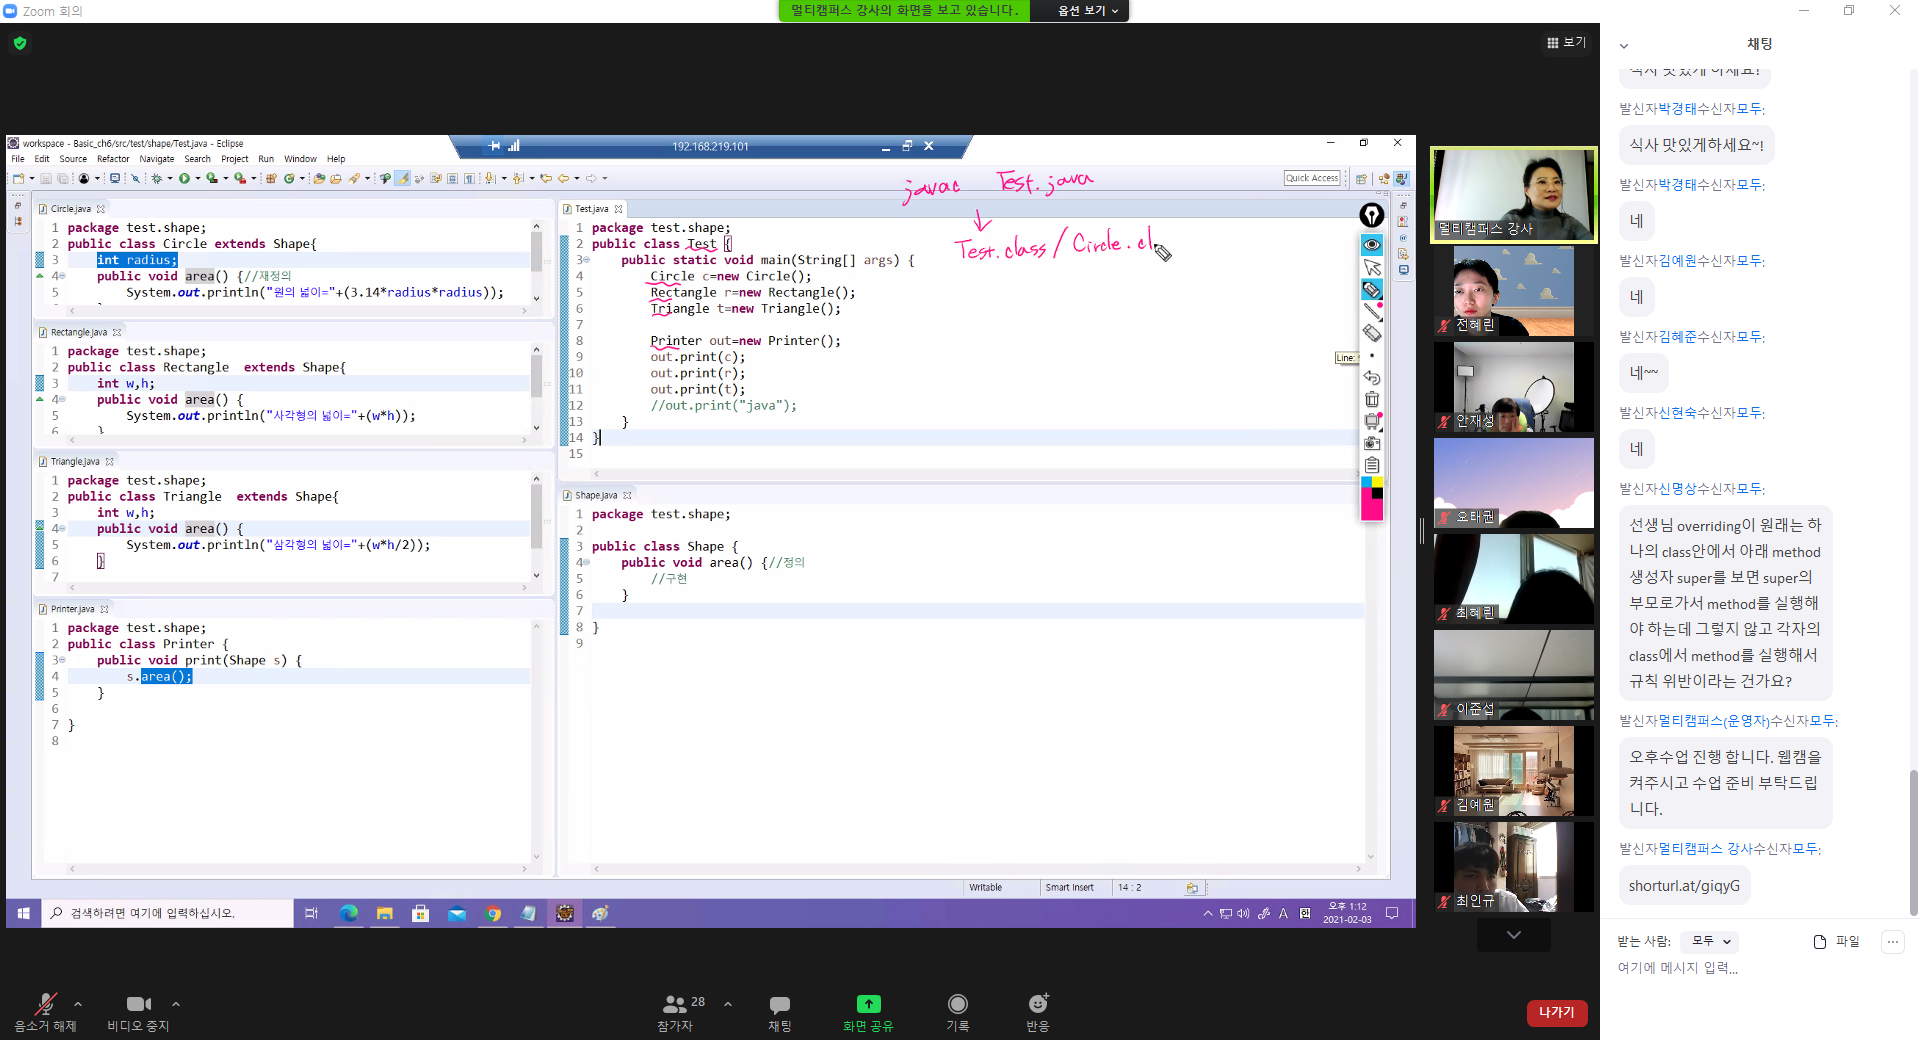 Zoom 회의
멀티캠퍼스 강사의 화면을 보고 있습니다.
옵션 보기
보기
workspace - Basic_ch6/src/test/shape/Test.java - Eclipse
192.168.219.101
File Edit Source Refactor Navigate Search Project Run Window Help
Quick Access
javac Test.java
Test.class / Circle.cl
Circle.java
1 package test.shape;
2 public class Circle extends Shape{
3 int radius;
4 public void area() {//재정의
5 System.out.println("원의 넓이="+(3.14*radius*radius));
Rectangle.java
1 package test.shape;
2 public class Rectangle extends Shape{
3 int w,h;
4 public void area() {
5 System.out.println("사각형의 넓이="+(w*h));
6 }
Triangle.java
1 package test.shape;
2 public class Triangle extends Shape{
3 int w,h;
4 public void area() {
5 System.out.println("삼각형의 넓이="+(w*h/2));
6 }
7
Printer.java
1 package test.shape;
2 public class Printer {
3 public void print(Shape s) {
4 s.area();
5 }
6
7 }
8
Test.java
1 package test.shape;
2 public class Test {
3 public static void main(String[] args) {
4 Circle c=new Circle();
5 Rectangle r=new Rectangle();
6 Triangle t=new Triangle();
7
8 Printer out=new Printer();
9 out.print(c);
10 out.print(r);
11 out.print(t);
12 //out.print("java");
13 }
14 }
15
Line:
Shape.java
1 package test.shape;
2
3 public class Shape {
4 public void area() {//정의
5 //구현
6 }
7
8 }
9
Writable
Smart Insert
14 : 2
검색하려면 여기에 입력하십시오.
A
오후 1:12
2021-02-03
멀티캠퍼스 강사
전혜린
안재성
오태권
최혜린
이준섭
김예원
최인규
채팅
식사 맛있게 하세요!
발신자박경태수신자모두:
식사 맛있게하세요~!
발신자박경태수신자모두:
네
발신자김예원수신자모두:
네
발신자김혜준수신자모두:
네~~
발신자신현숙수신자모두:
네
발신자신명상수신자모두:
선생님 overriding이 원래는 하
나의 class안에서 아래 method
생성자 super를 보면 super의
부모로가서 method를 실행해
야 하는데 그렇지 않고 각자의
class에서 method를 실행해서
규칙 위반이라는 건가요?
발신자멀티캠퍼스(운영자)수신자모두:
오후수업 진행 합니다. 웹캠을
켜주시고 수업 준비 부탁드립
니다.
발신자멀티캠퍼스 강사수신자모두:
shorturl.at/giqyG
받는 사람: 모두
파일
여기에 메시지 입력...
음소거 해제
비디오 중지
28
참가자
채팅
화면 공유
기록
반응
나가기